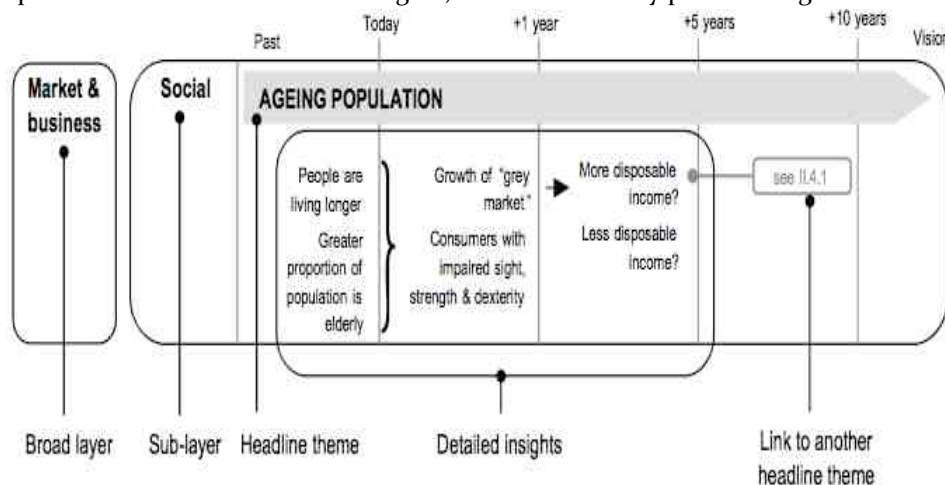 Today
+1 year
+5 years
+10 years
Past
Vision
Market &
business
Social
AGEING POPULATION
People are
living longer
Greater
proportion of
population is
elderly
Growth of "grey
market"
Consumers with
impaired sight,
strength & dexterity
More disposable
income?
Less disposable
income?
see II.4.1
Broad layer
Sub-layer
Headline theme
Detailed insights
Link to another
headline theme